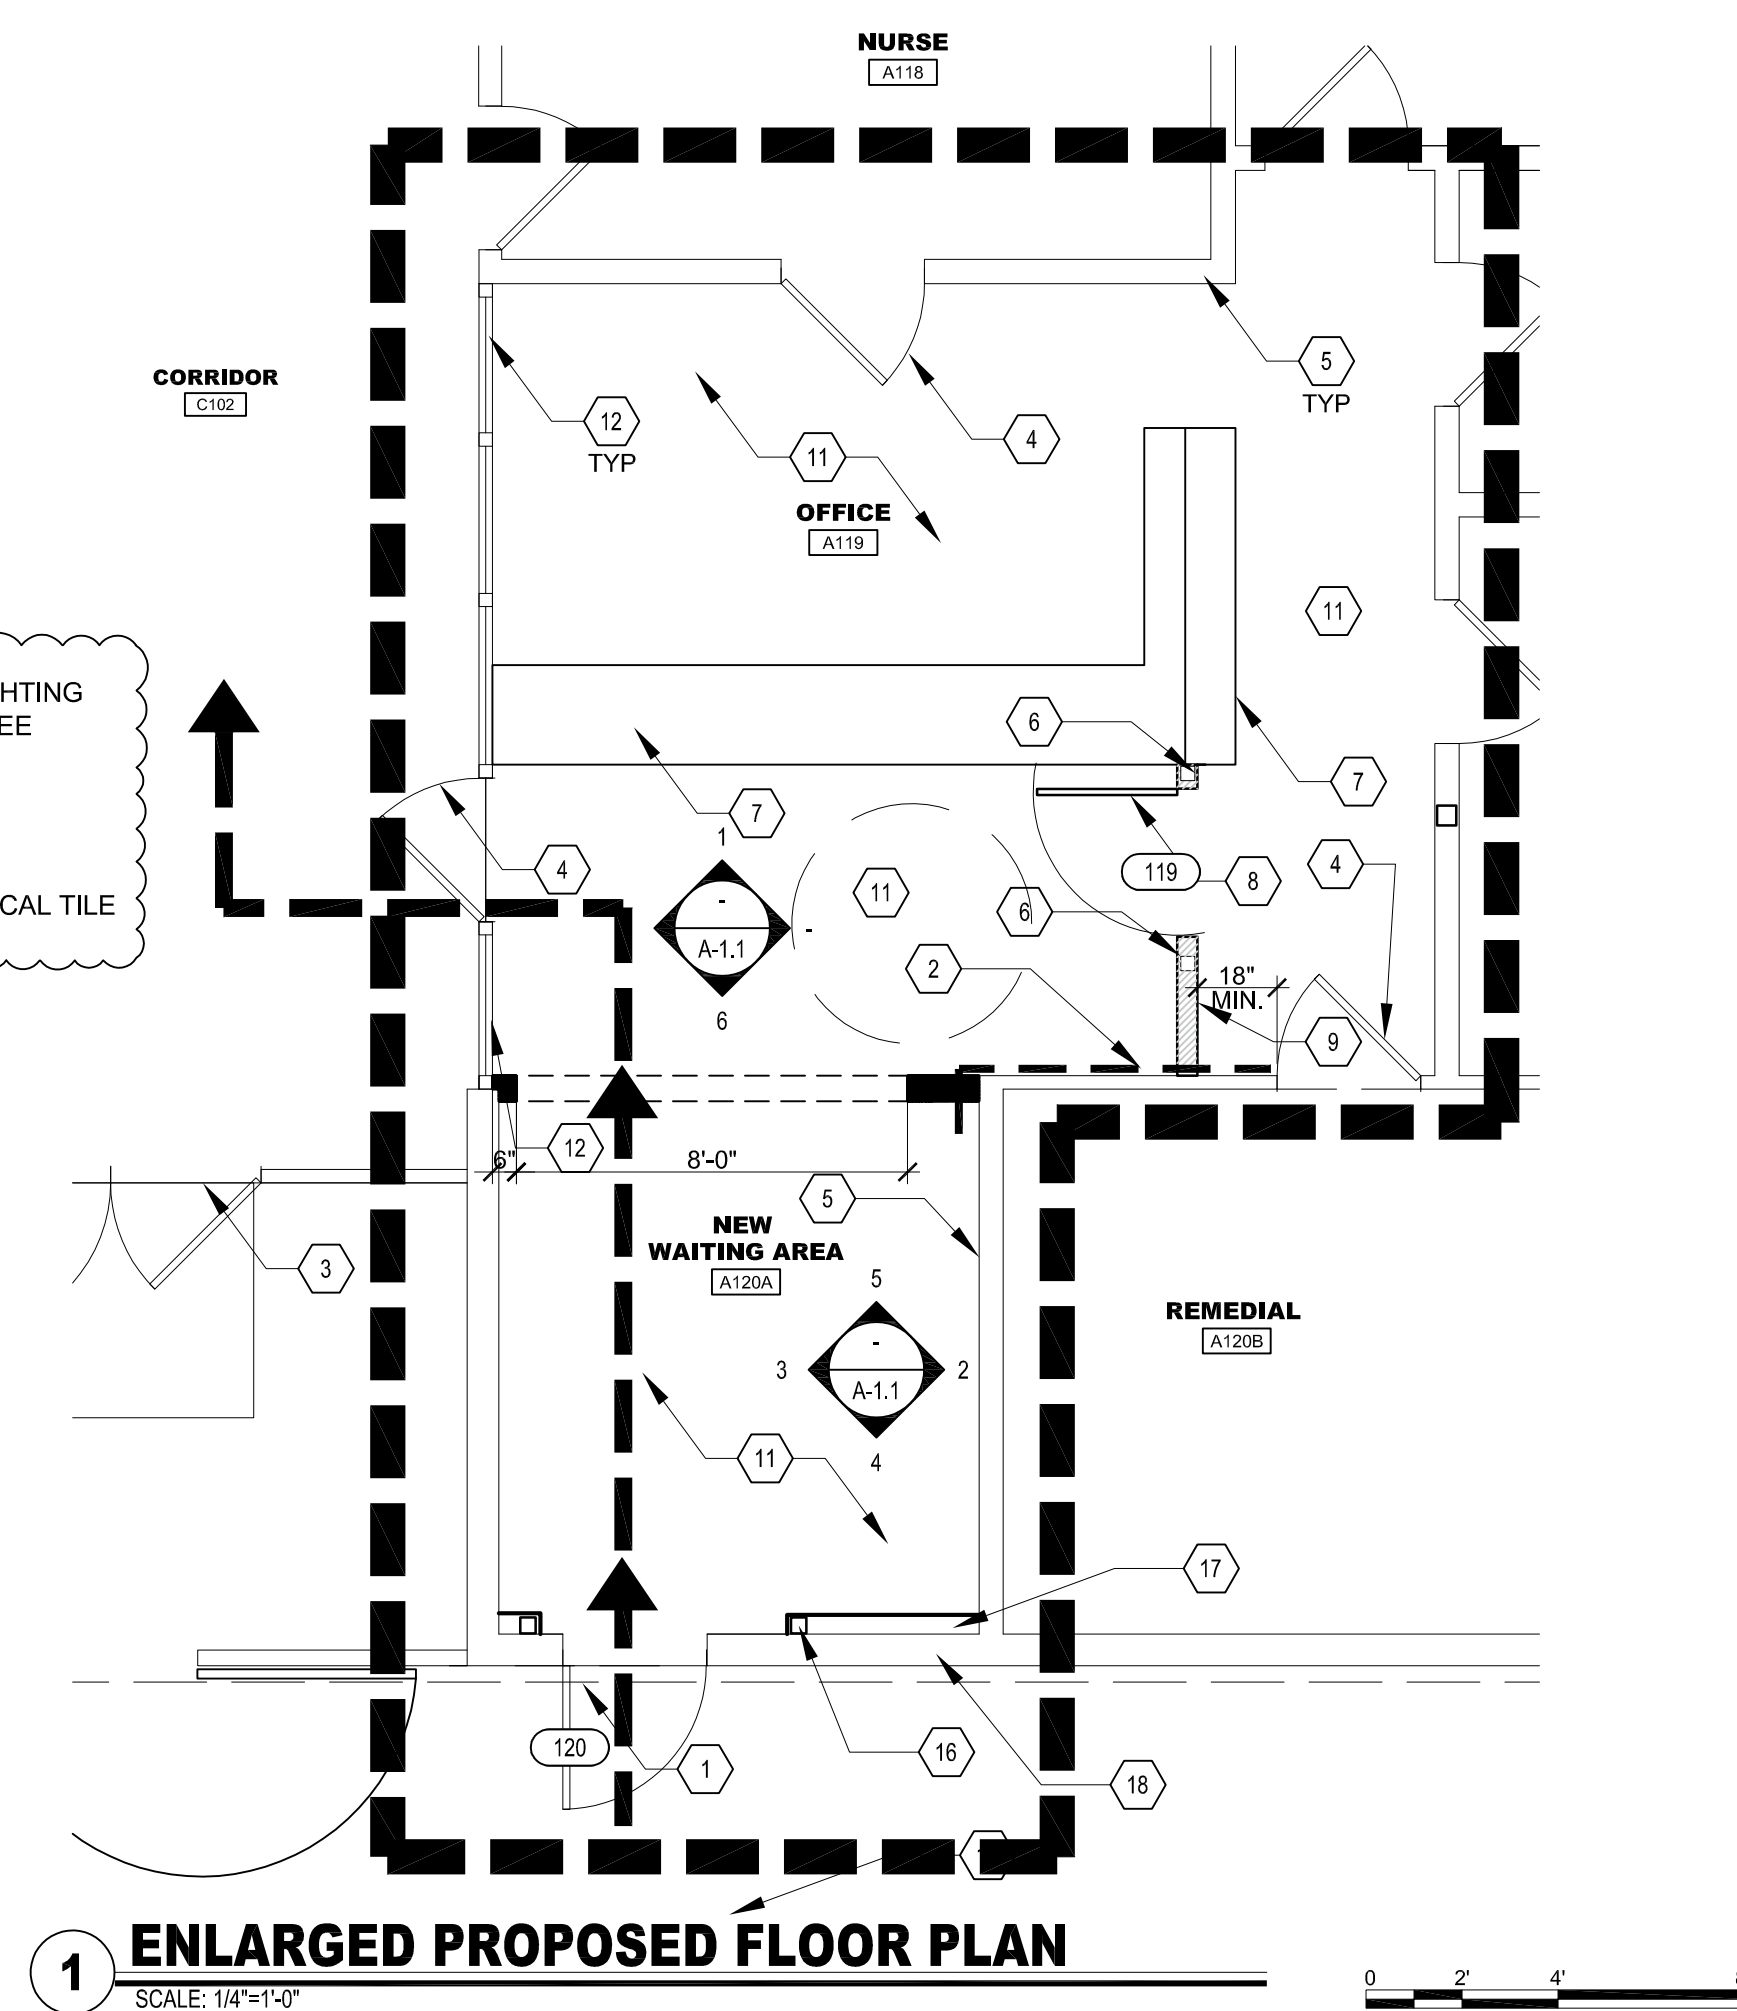 NURSE
A118
CORRIDOR
C102
5
TYP
12
TYP
4
11
OFFICE
A119
11
HTING
EE
CAL TILE
6
7
7
1
4
119
8
4
11
-
A-1.1
-
6
2
18"
MIN.
6
9
12
6"
8'-0"
5
NEW
WAITING AREA
A120A
3
5
3
-
A-1.1
2
4
REMEDIAL
A120B
11
17
120
1
16
18
1 ENLARGED PROPOSED FLOOR PLAN
SCALE: 1/4"=1'-0"
0 2' 4'